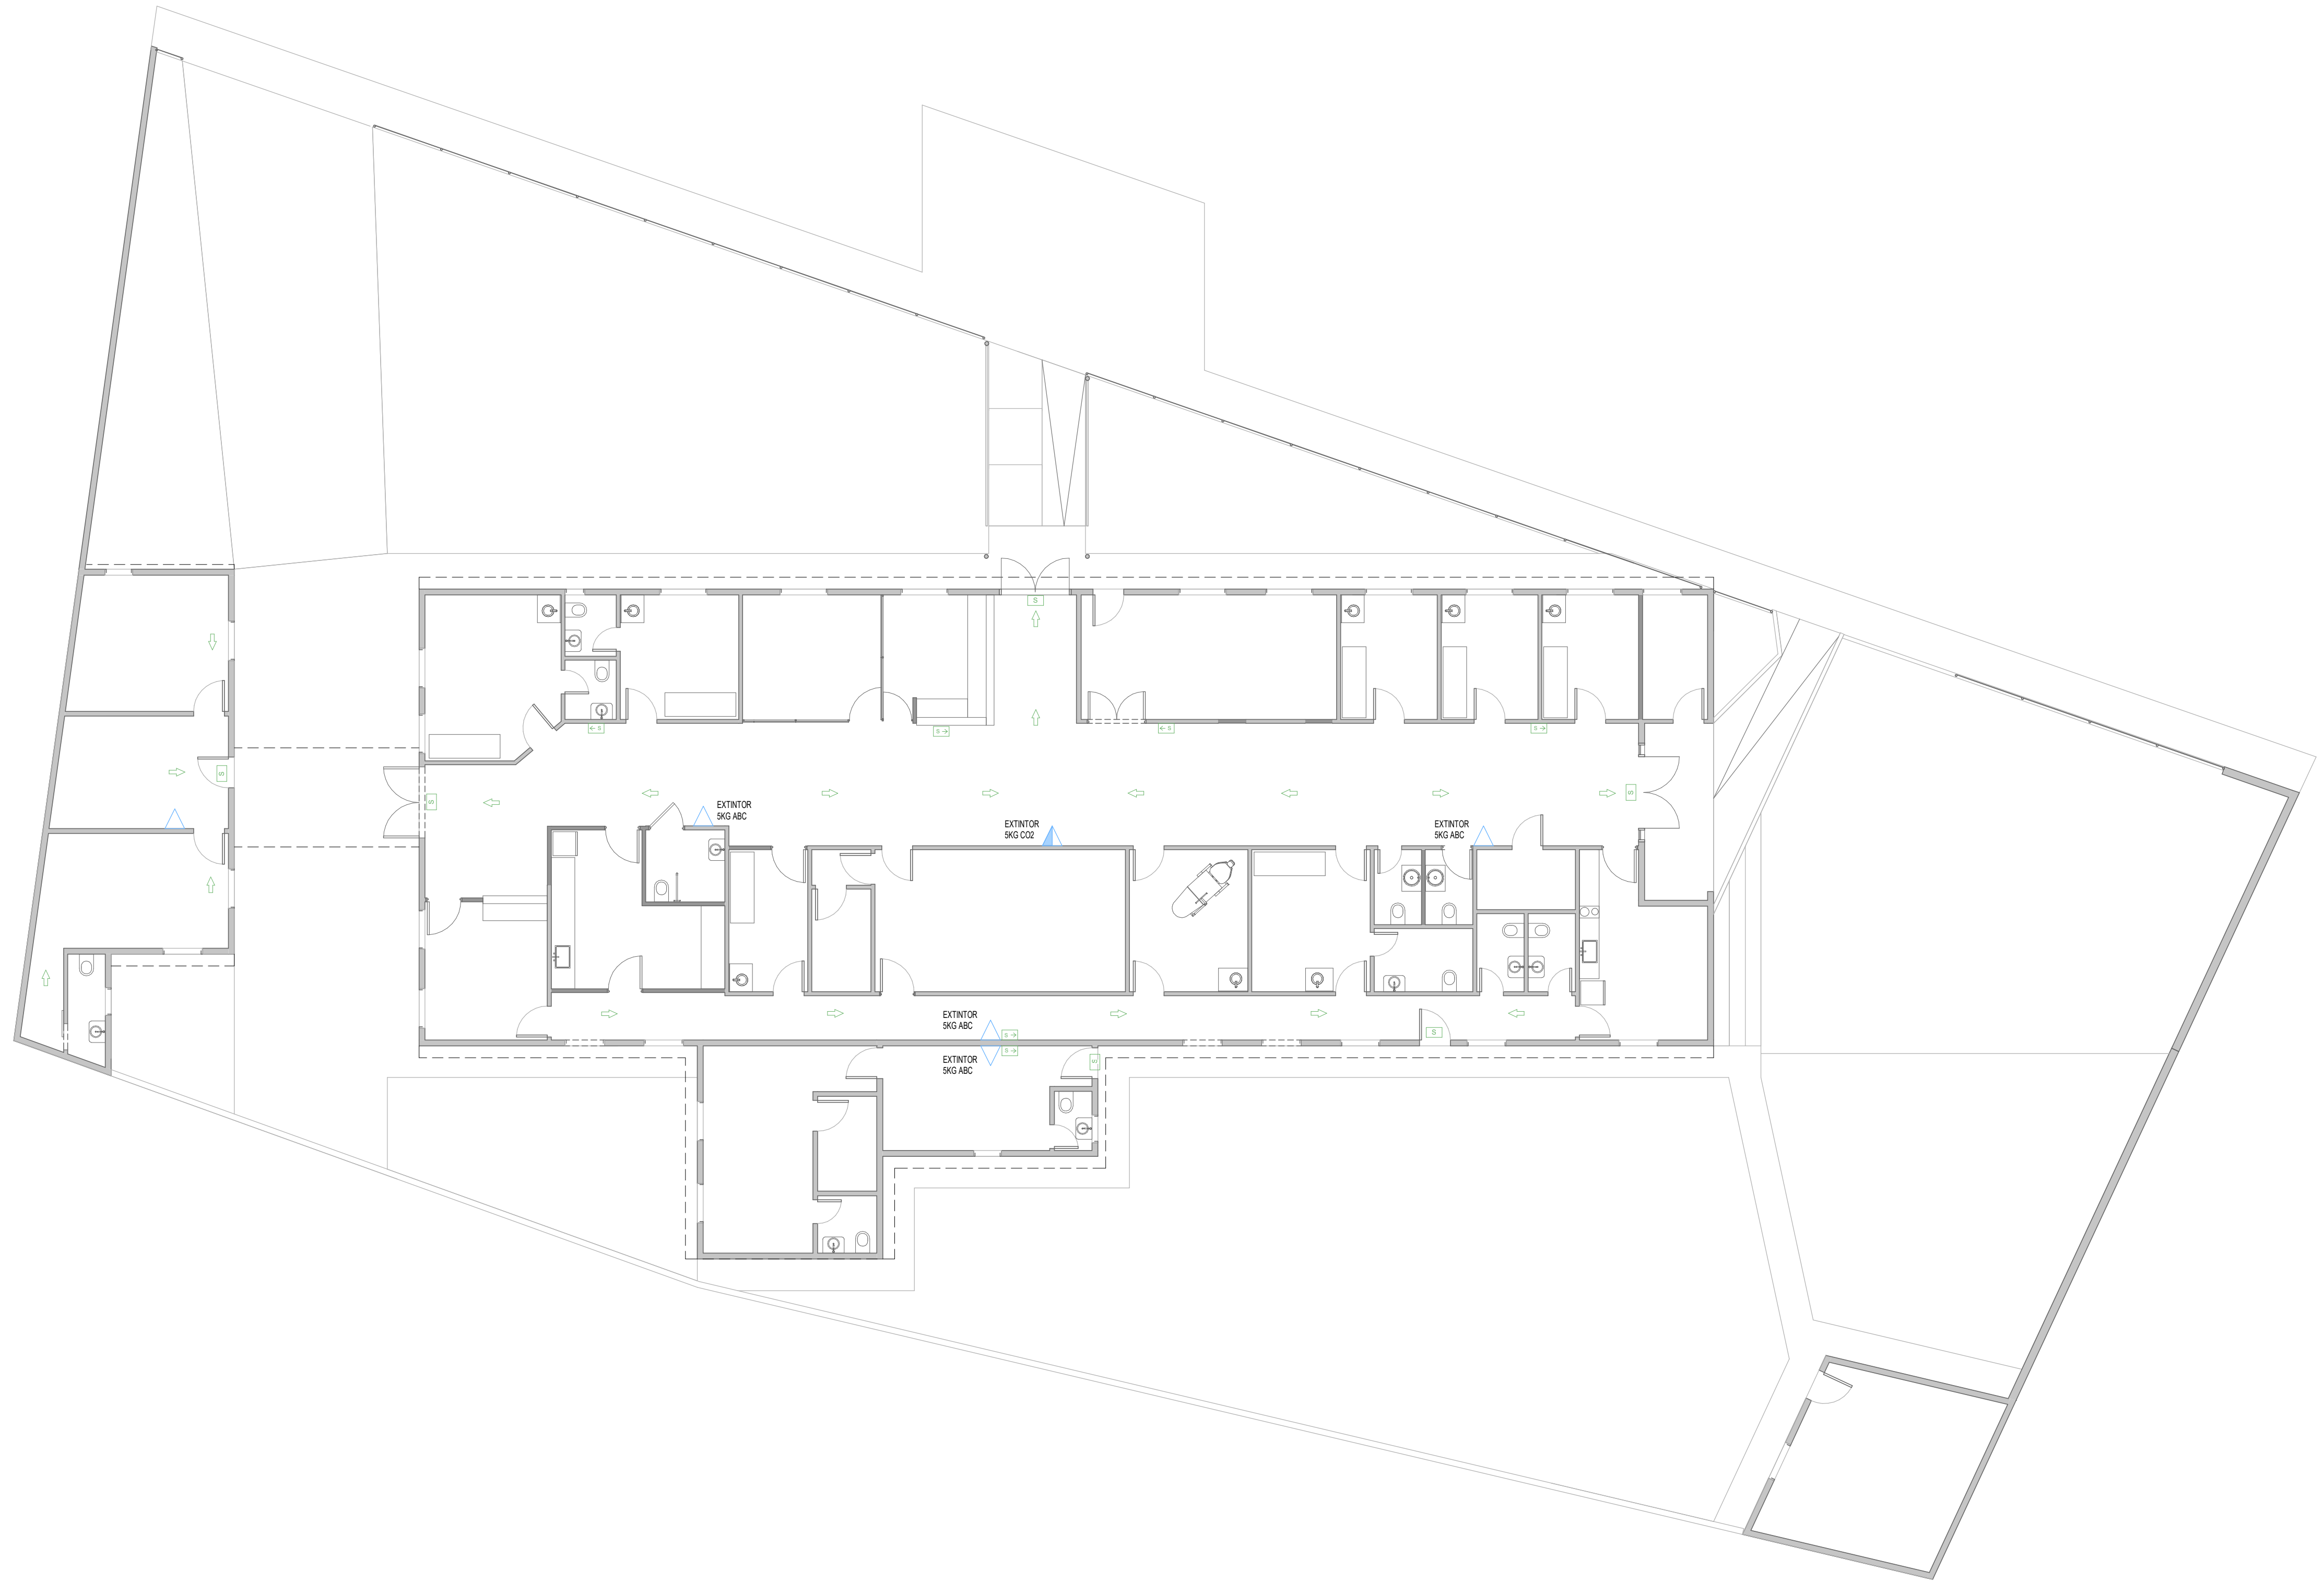 S
← S
S →
← S
S →
S
S
S
EXTINTOR
5KG ABC
EXTINTOR
5KG CO2
EXTINTOR
5KG ABC
EXTINTOR
5KG ABC
S →
S
S →
EXTINTOR
5KG ABC
S